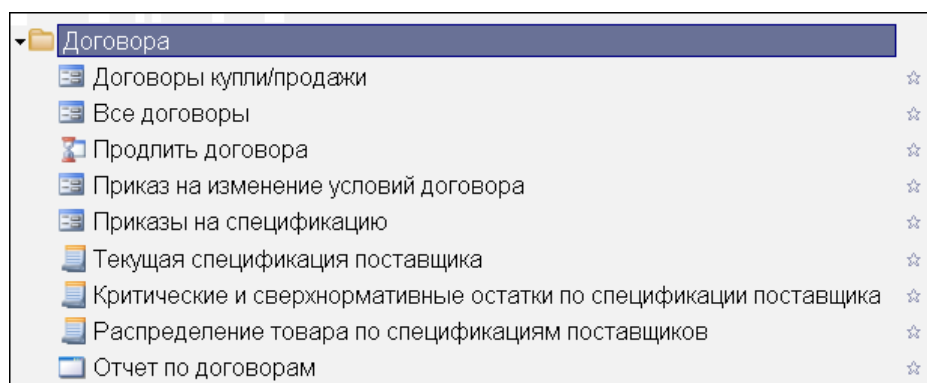 Договора
Договоры купли/продажи
Все договоры
Продлить договора
Приказ на изменение условий договора
Приказы на спецификацию
Текущая спецификация поставщика
Критические и сверхнормативные остатки по спецификации поставщика
Распределение товара по спецификациям поставщиков
Отчет по договорам